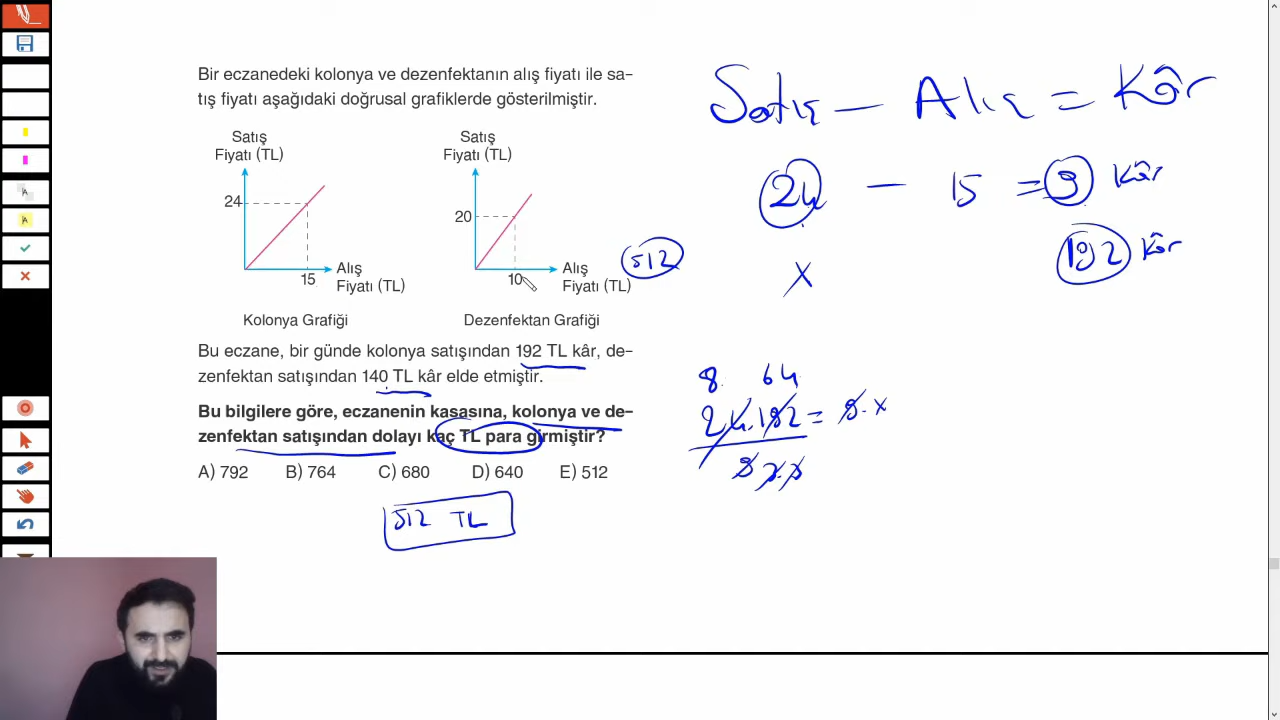 Bir eczanedeki kolonya ve dezenfektanın alış fiyatı ile sa-
tış fiyatı aşağıdaki doğrusal grafiklerde gösterilmiştir.
Satış
Fiyatı (TL)
24
15
Alış
Fiyatı (TL)
Kolonya Grafiği
Satış
Fiyatı (TL)
20
10
Alış
Fiyatı (TL)
Dezenfektan Grafiği
512
Bu eczane, bir günde kolonya satışından 192 TL kâr, de-
zenfektan satışından 140 TL kâr elde etmiştir.
Bu bilgilere göre, eczanenin kasasına, kolonya ve de-
zenfektan satışından dolayı kaç TL para girmiştir?
A) 792 B) 764 C) 680 D) 640 E) 512
512 TL
Satış - Alış = Kâr
24 - 15 = 9 Kâr
x 192 Kâr
8 64
24.192 = 9.x